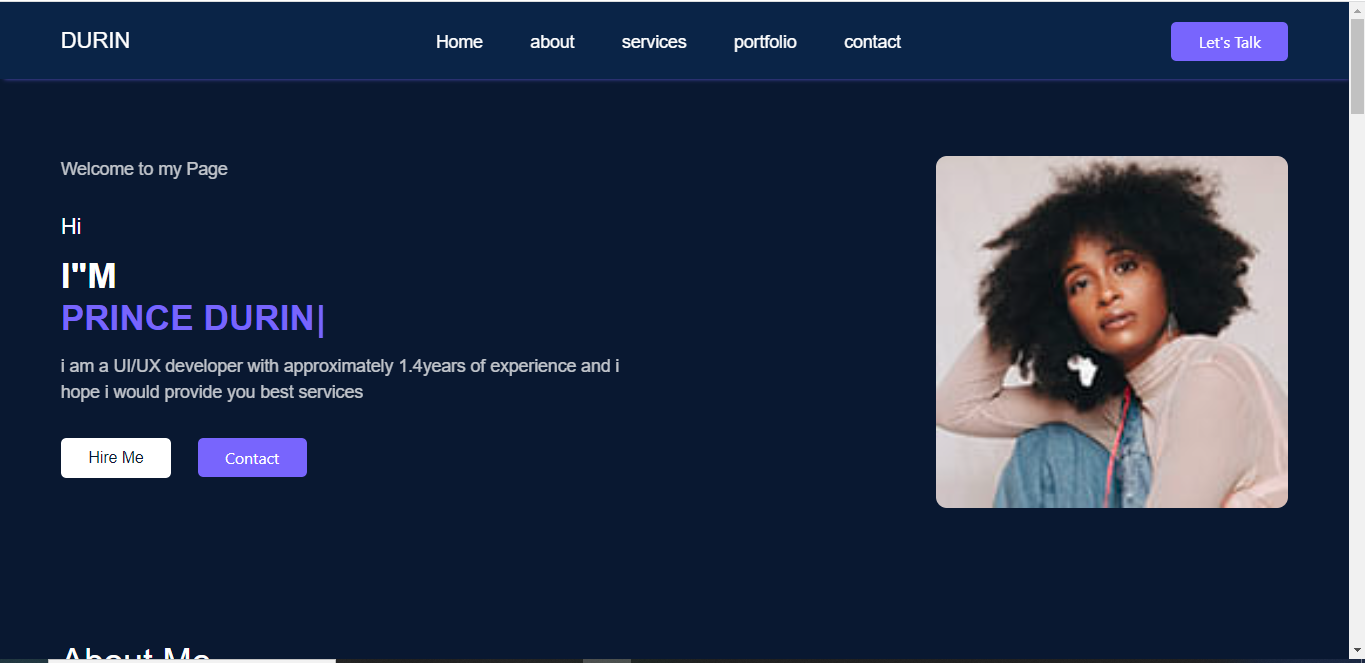 DURIN
Home about services portfolio contact
Let's Talk
Welcome to my Page
Hi
I"M
PRINCE DURIN|
i am a UI/UX developer with approximately 1.4years of experience and i
hope i would provide you best services
Hire Me
Contact
About Me